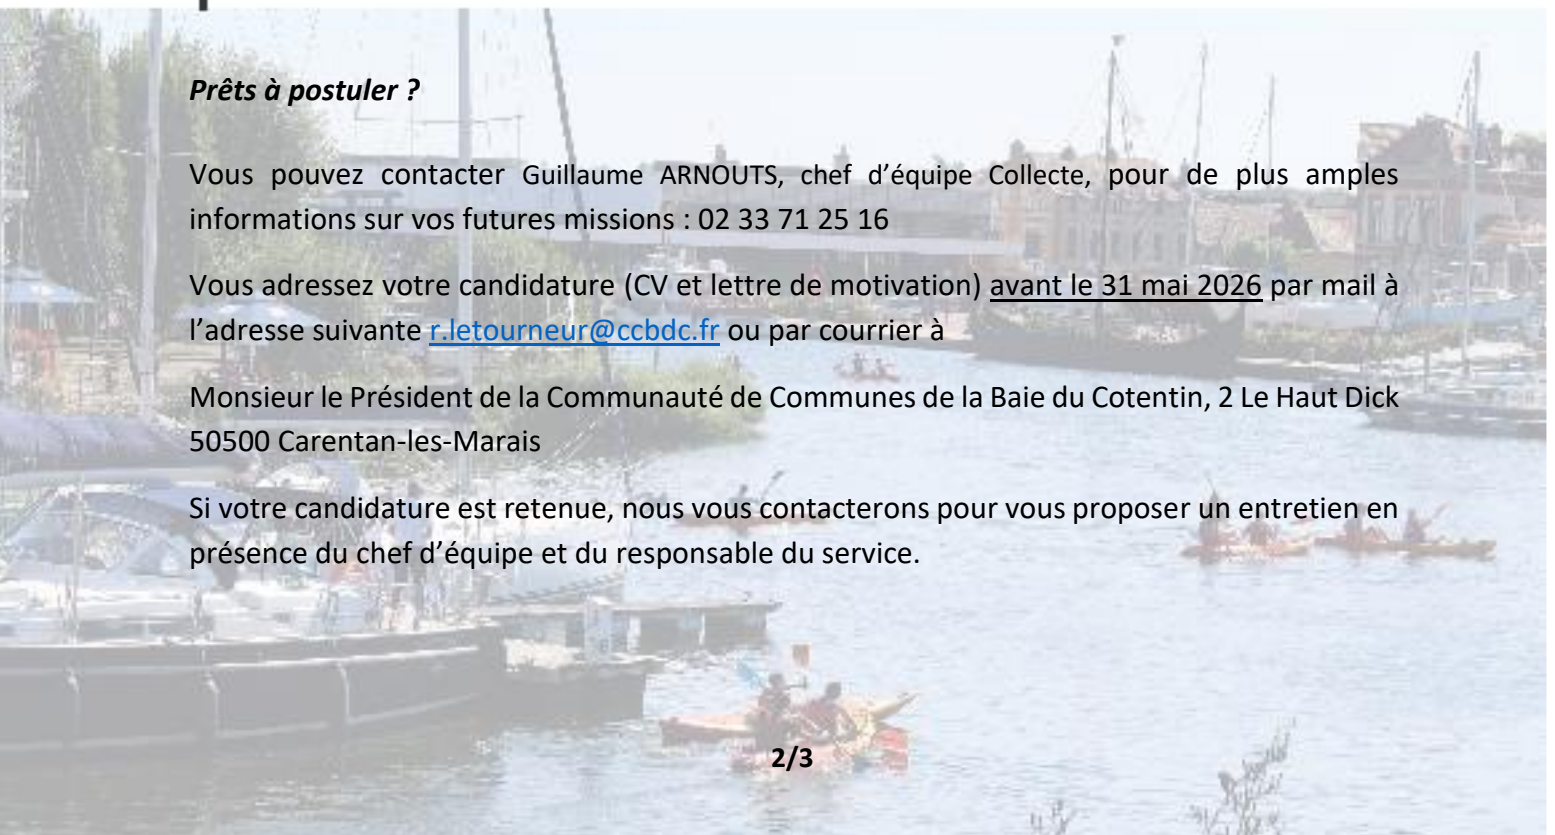 Prêts à postuler ?
Vous pouvez contacter Guillaume ARNOUTS, chef d’équipe Collecte, pour de plus amples
informations sur vos futures missions : 02 33 71 25 16
Vous adressez votre candidature (CV et lettre de motivation) avant le 31 mai 2026 par mail à
l’adresse suivante r.letourneur@ccbdc.fr ou par courrier à
Monsieur le Président de la Communauté de Communes de la Baie du Cotentin, 2 Le Haut Dick
50500 Carentan-les-Marais
Si votre candidature est retenue, nous vous contacterons pour vous proposer un entretien en
présence du chef d’équipe et du responsable du service.
2/3